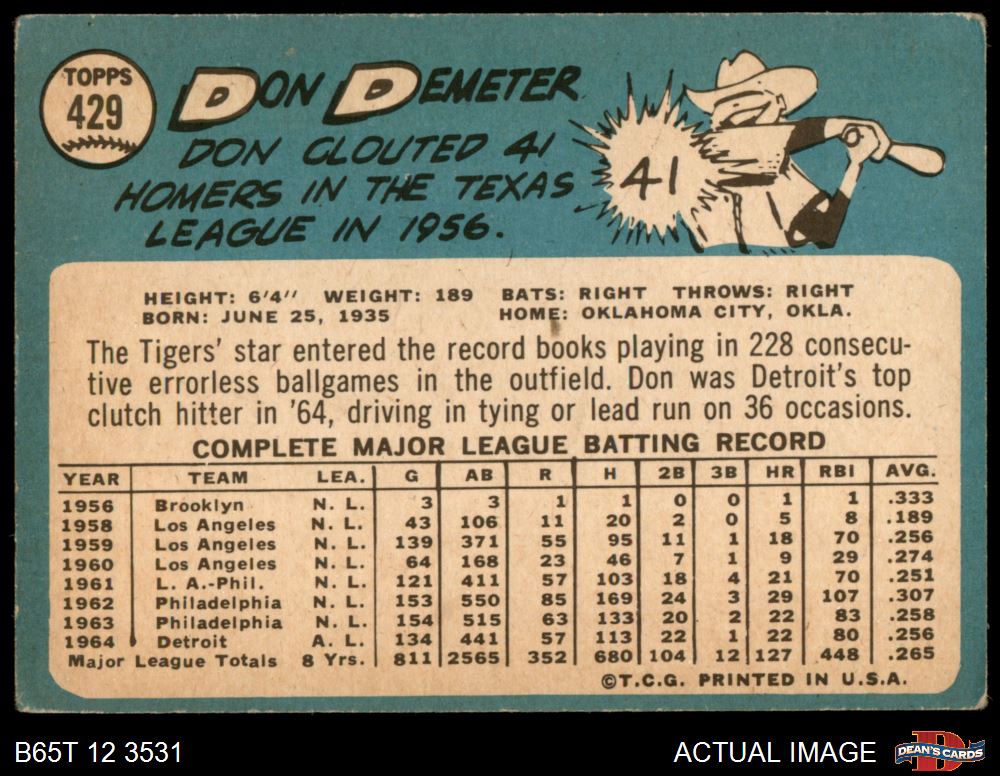 TOPPS
429
DON DEMETER
DON CLOUTED 41
HOMERS IN THE TEXAS
LEAGUE IN 1956.
41
HEIGHT: 6'4" WEIGHT: 189 BATS: RIGHT THROWS: RIGHT
BORN: JUNE 25, 1935 HOME: OKLAHOMA CITY, OKLA.
The Tigers' star entered the record books playing in 228 consecu-
tive errorless ballgames in the outfield. Don was Detroit's top
clutch hitter in '64, driving in tying or lead run on 36 occasions.
COMPLETE MAJOR LEAGUE BATTING RECORD
YEAR TEAM LEA. G AB R H 2B 3B HR RBI AVG.
1956 Brooklyn N. L. 3 3 1 1 0 0 1 1 .333
1958 Los Angeles N. L. 43 106 11 20 2 0 5 8 .189
1959 Los Angeles N. L. 139 371 55 95 11 1 18 70 .256
1960 Los Angeles N. L. 64 168 23 46 7 1 9 29 .274
1961 L. A.-Phil. N. L. 121 411 57 103 18 4 21 70 .251
1962 Philadelphia N. L. 153 550 85 169 24 3 29 107 .307
1963 Philadelphia N. L. 154 515 63 133 20 2 22 83 .258
1964 Detroit A. L. 134 441 57 113 22 1 22 80 .256
Major League Totals 8 Yrs. 811 2565 352 680 104 12 127 448 .265
©T.C.G. PRINTED IN U.S.A.
B65T 12 3531 ACTUAL IMAGE DEAN'S CARDS